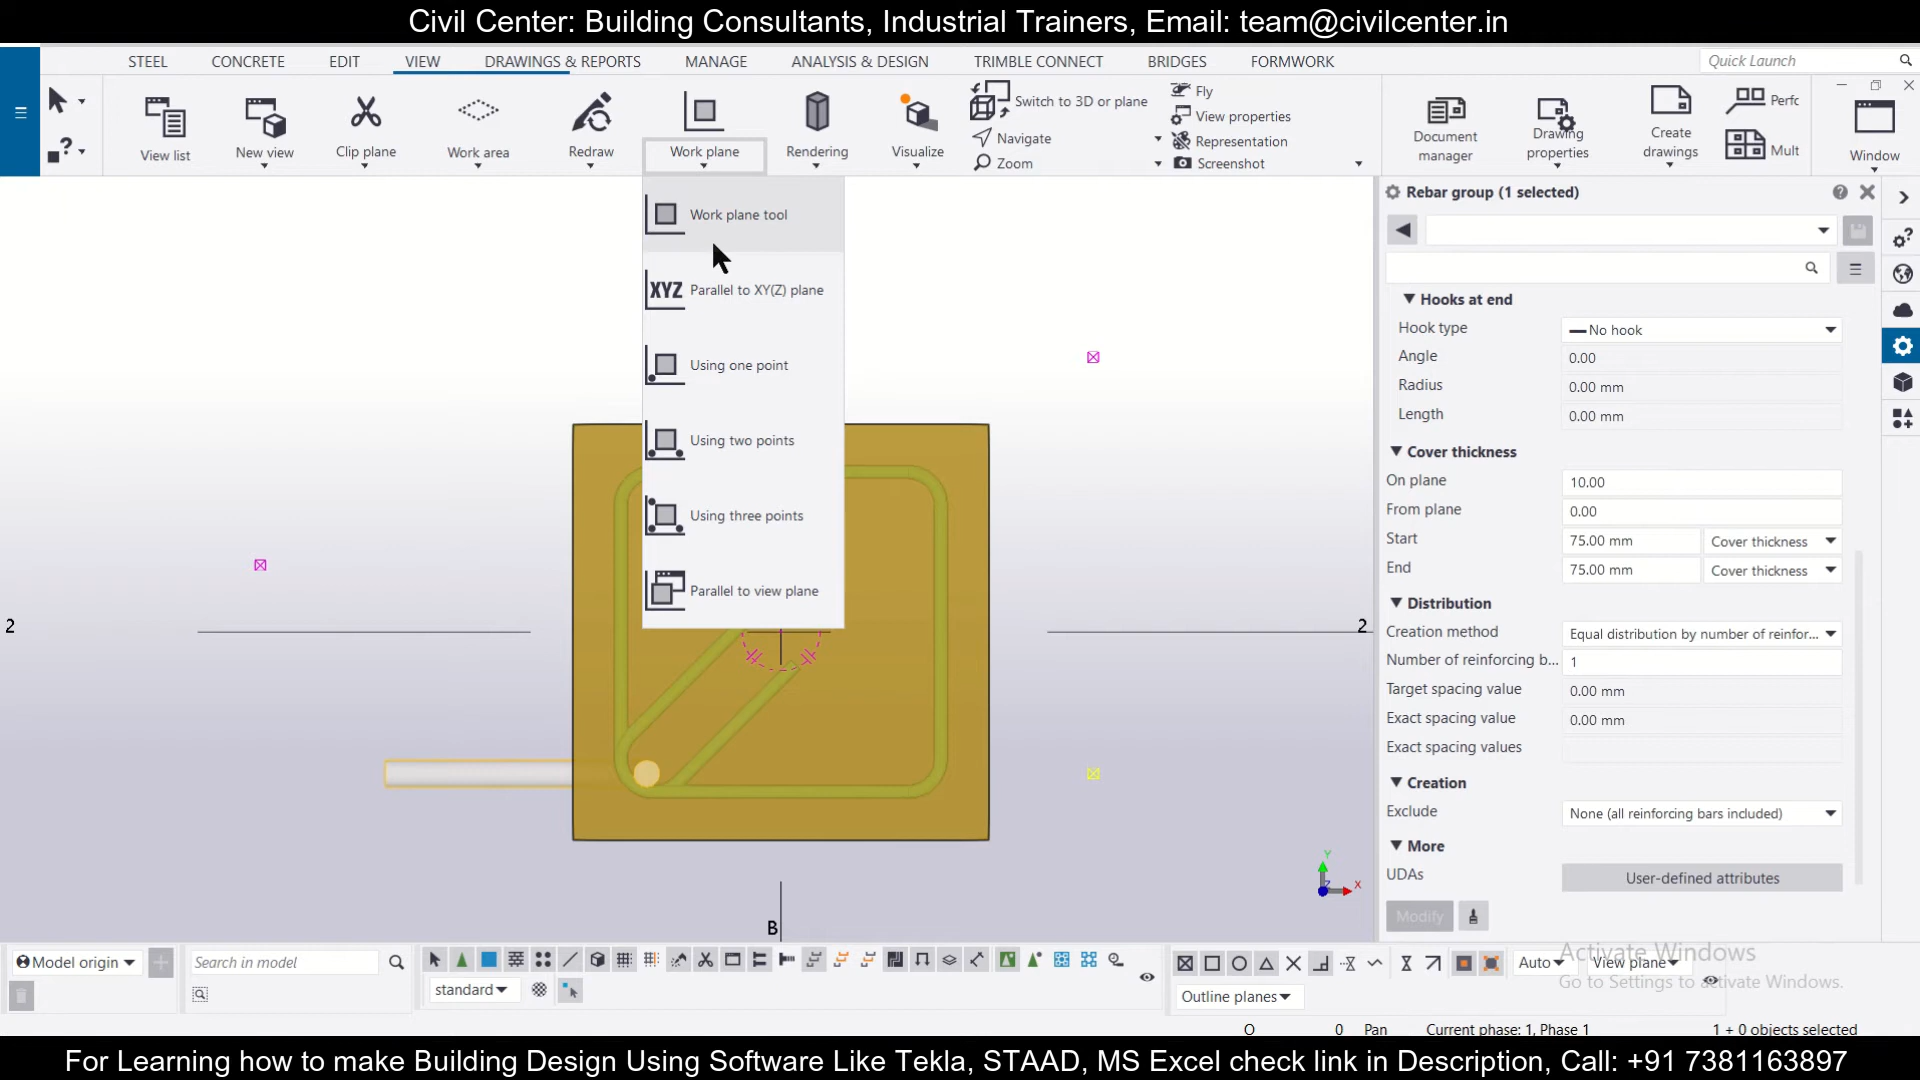 Civil Center: Building Consultants, Industrial Trainers, Email: team@civilcenter.in
STEEL CONCRETE EDIT VIEW DRAWINGS & REPORTS MANAGE ANALYSIS & DESIGN TRIMBLE CONNECT BRIDGES FORMWORK Quick Launch
View list New view Clip plane Work area Redraw Work plane Rendering Visualize
Switch to 3D or plane
Navigate
Zoom
Fly
View properties
Representation
Screenshot
Document manager
Drawing properties
Create drawings
Perfc
Mult
Window
Work plane tool
XYZ Parallel to XY(Z) plane
Using one point
Using two points
Using three points
Parallel to view plane
2
2
B
Y
X
Z
Rebar group (1 selected)
Hooks at end
Hook type No hook
Angle 0.00
Radius 0.00 mm
Length 0.00 mm
Cover thickness
On plane 10.00
From plane 0.00
Start 75.00 mm Cover thickness
End 75.00 mm Cover thickness
Distribution
Creation method Equal distribution by number of reinfor...
Number of reinforcing b... 1
Target spacing value 0.00 mm
Exact spacing value 0.00 mm
Exact spacing values
Creation
Exclude None (all reinforcing bars included)
More
UDAs User-defined attributes
Modify
Model origin
Search in model
standard
Auto
View plane
Outline planes
Activate Windows
Go to Settings to activate Windows.
O 0 Pan Current phase: 1, Phase 1 1 + 0 objects selected
For Learning how to make Building Design Using Software Like Tekla, STAAD, MS Excel check link in Description, Call: +91 7381163897